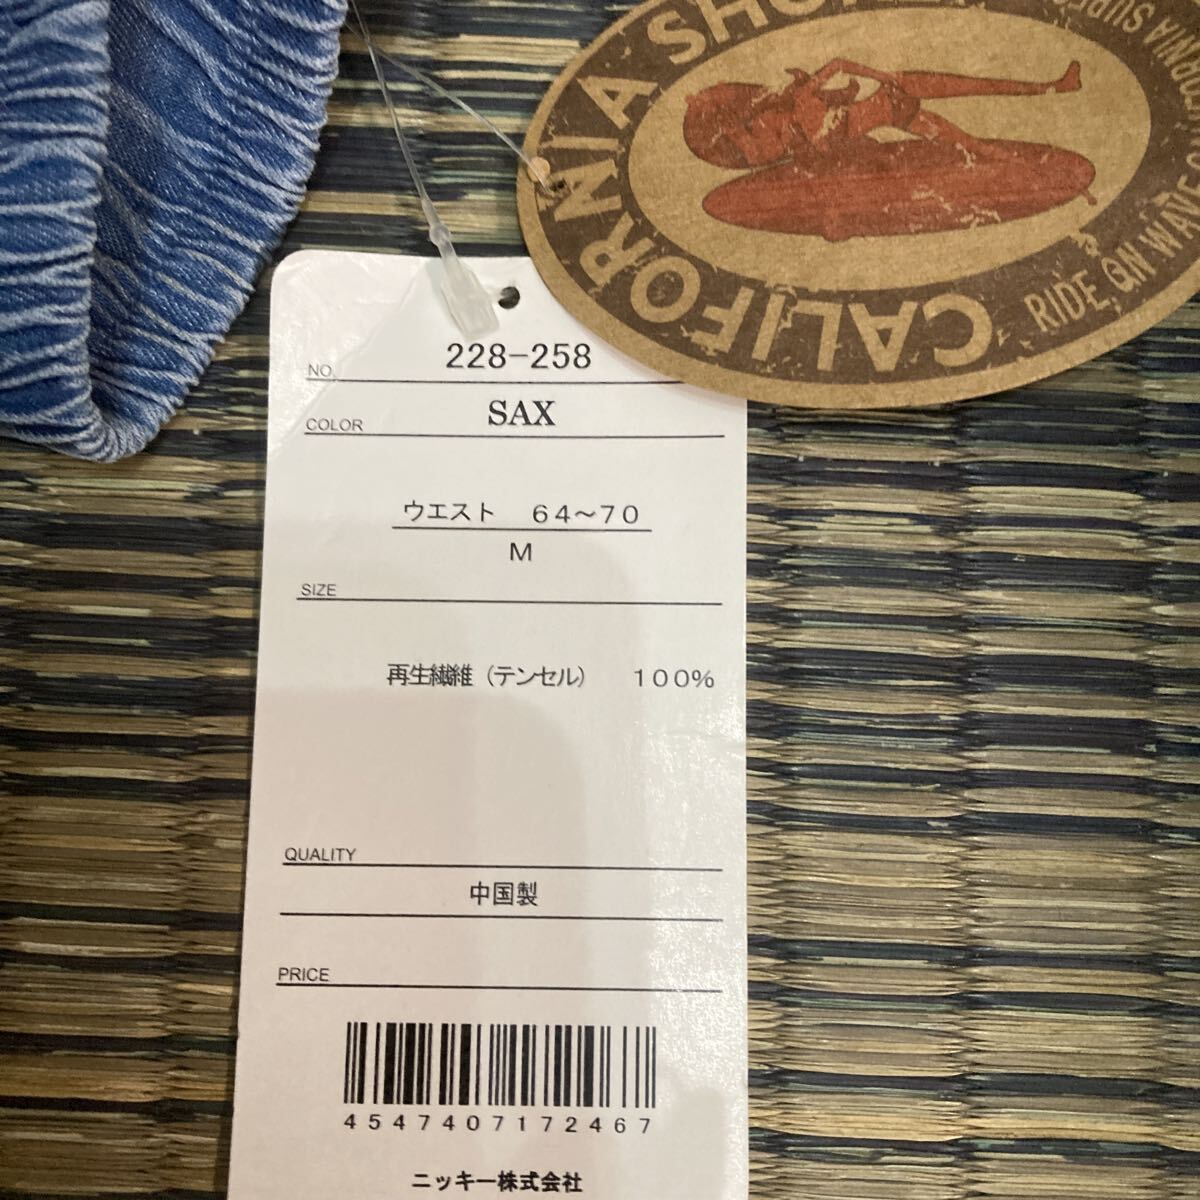 CALIFORNIA
RIDE ON WAVE
NO.
228-258
COLOR
SAX
ウエスト 64～70
M
SIZE
再生繊維（テンセル） 100%
QUALITY
中国製
PRICE
4547407172467
ニッキー株式会社